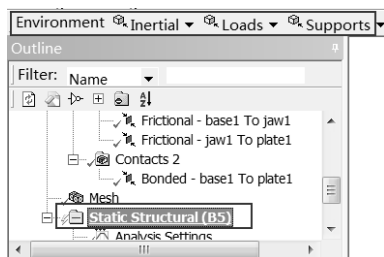 Environment Inertial Loads Supports
Outline
Filter: Name
Frictional - base1 To jaw1
Frictional - jaw1 To plate1
Contacts 2
Bonded - base1 To plate1
Mesh
Static Structural (B5)
Analysis Settings